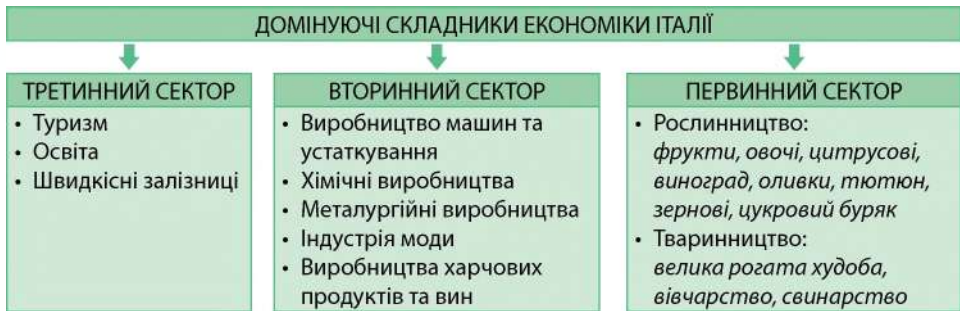 ДОМІНУЮЧІ СКЛАДНИКИ ЕКОНОМІКИ ІТАЛІЇ
ТРЕТИННИЙ СЕКТОР
• Туризм
• Освіта
• Швидкісні залізниці
ВТОРИННИЙ СЕКТОР
• Виробництво машин та
устаткування
• Хімічні виробництва
• Металургійні виробництва
• Індустрія моди
• Виробництва харчових
продуктів та вин
ПЕРВИННИЙ СЕКТОР
• Рослинництво:
фрукти, овочі, цитрусові,
виноград, оливки, тютюн,
зернові, цукровий буряк
• Тваринництво:
велика рогата худоба,
вівчарство, свинарство